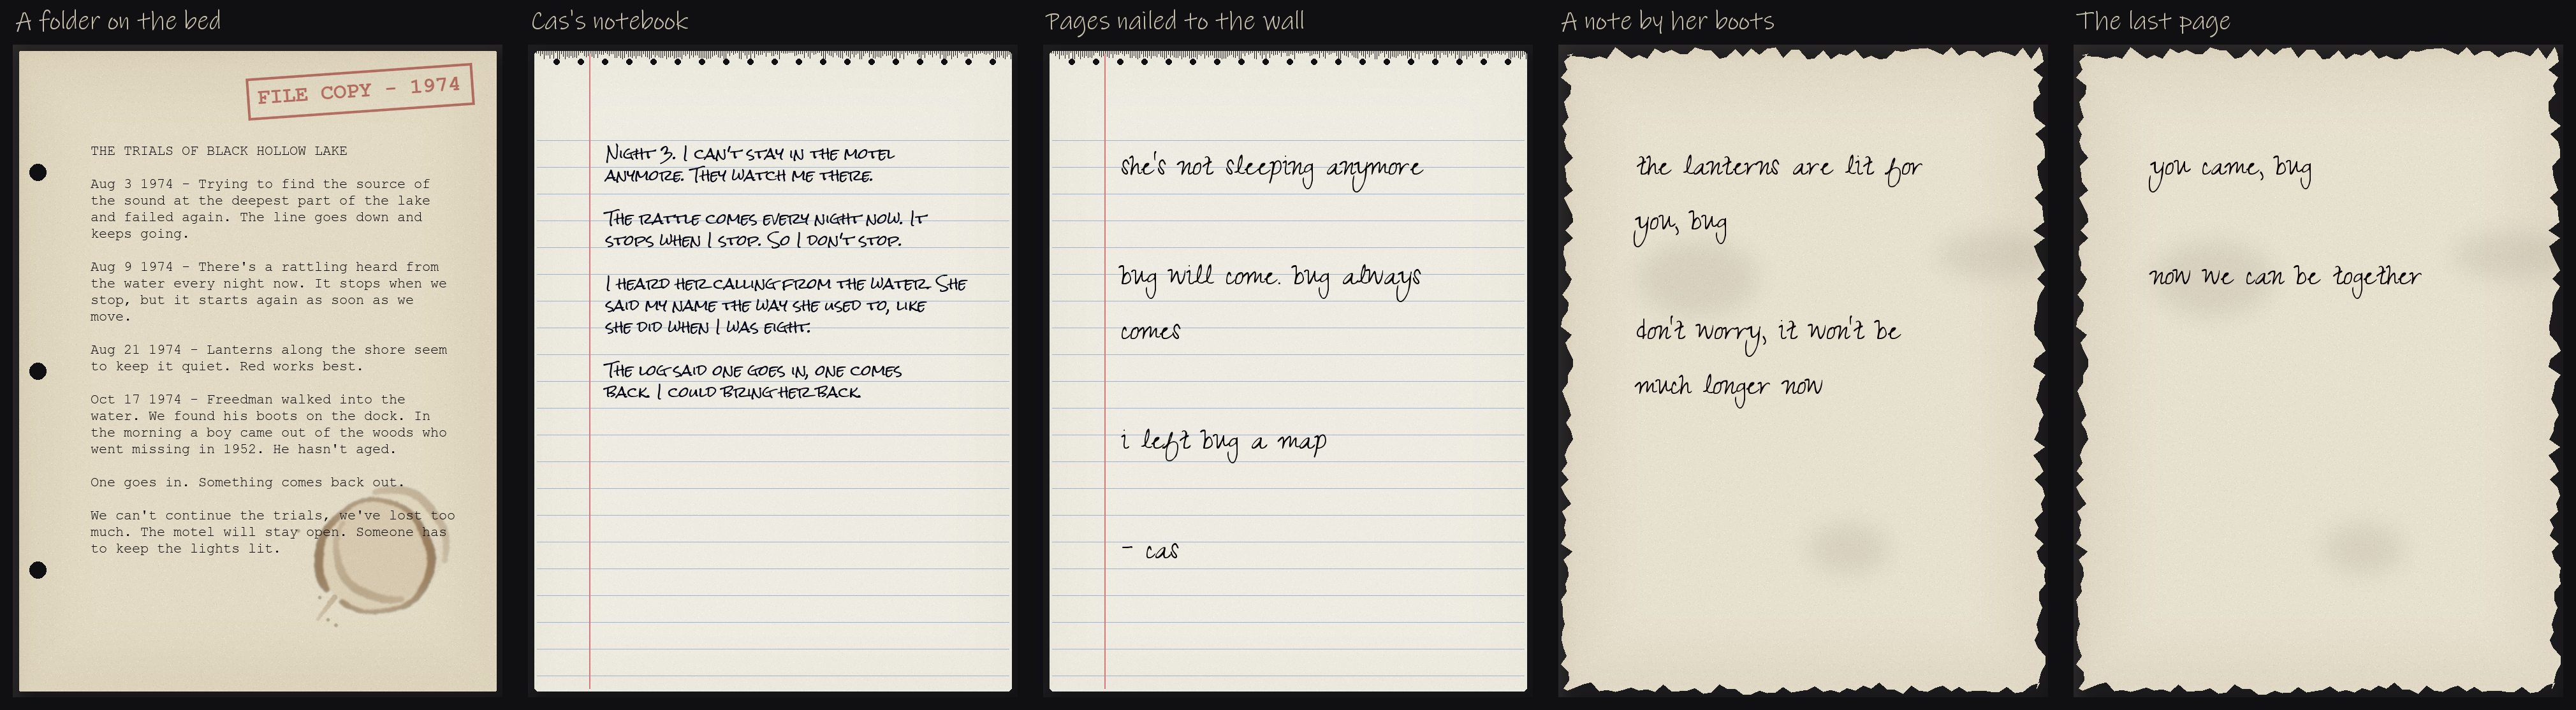 A folder on the bed
FILE COPY - 1974
THE TRIALS OF BLACK HOLLOW LAKE
Aug 3 1974 - Trying to find the source of
the sound at the deepest part of the lake
and failed again. The line goes down and
keeps going.
Aug 9 1974 - There's a rattling heard from
the water every night now. It stops when we
stop, but it starts again as soon as we
move.
Aug 21 1974 - Lanterns along the shore seem
to keep it quiet. Red works best.
Oct 17 1974 - Freedman walked into the
water. We found his boots on the dock. In
the morning a boy came out of the woods who
went missing in 1952. He hasn't aged.
One goes in. Something comes back out.
We can't continue the trials, we've lost too
much. The motel will stay open. Someone has
to keep the lights lit.
Cas's notebook
Night 3. I can't stay in the motel
anymore. They watch me there.
The rattle comes every night now. It
stops when I stop. So I don't stop.
I heard her calling from the water. She
said my name the way she used to, like
she did when I was eight.
The log said one goes in, one comes
back. I could bring her back.
Pages nailed to the wall
she's not sleeping anymore
bug will come. bug always
comes
i left bug a map
- cas
A note by her boots
the lanterns are lit for
you, bug
don't worry, it won't be
much longer now
The last page
you came, bug
now we can be together